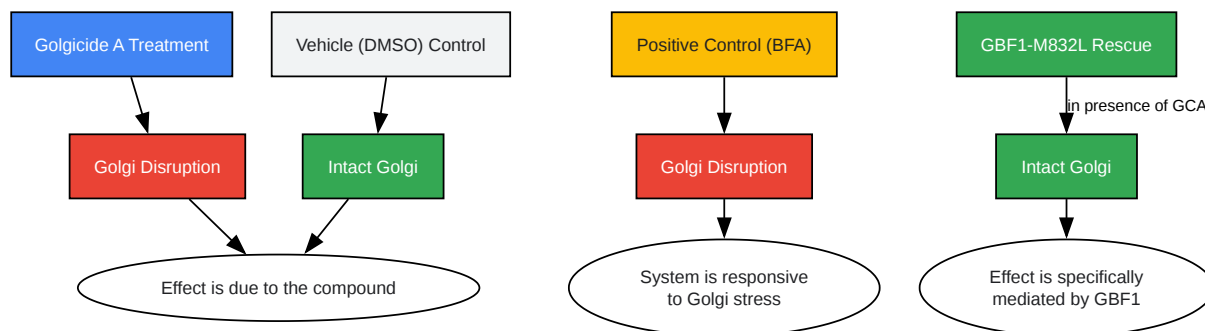 Golgicide A Treatment
Vehicle (DMSO) Control
Positive Control (BFA)
GBF1-M832L Rescue
in presence of GCA
Golgi Disruption
Intact Golgi
Golgi Disruption
Intact Golgi
Effect is due to the compound
System is responsive
to Golgi stress
Effect is specifically
mediated by GBF1